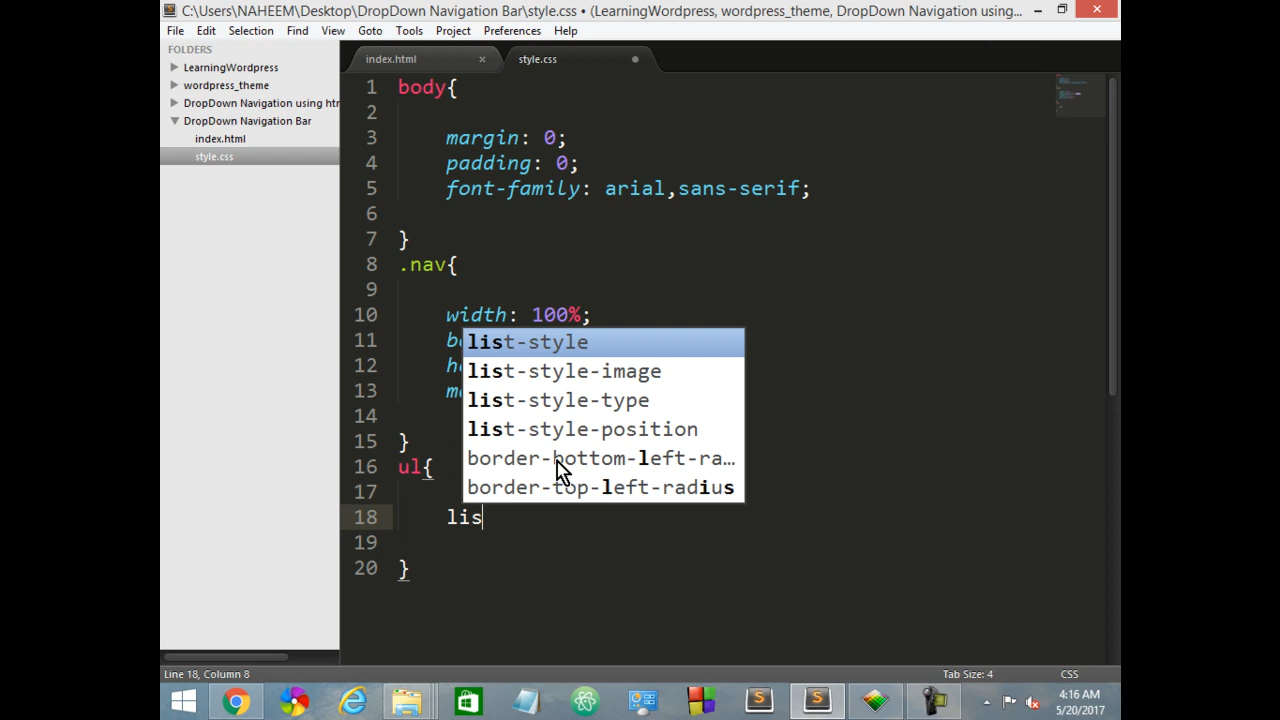 C:\Users\NAHEEM\Desktop\DropDown Navigation Bar\style.css • (LearningWordpress, wordpress_theme, DropDown Navigation using...
File Edit Selection Find View Goto Tools Project Preferences Help
FOLDERS
LearningWordpress
wordpress_theme
DropDown Navigation using htr
DropDown Navigation Bar
index.html
style.css
index.html × style.css
1 body{
2
3 margin: 0;
4 padding: 0;
5 font-family: arial,sans-serif;
6
7 }
8 .nav{
9
10 width: 100%;
11
12
13
14
15 }
16 ul{
17
18 lis
19
20 }
list-style
list-style-image
list-style-type
list-style-position
border-bottom-left-ra...
border-top-left-radius
Line 18, Column 8 Tab Size: 4 CSS
4:16 AM
5/20/2017